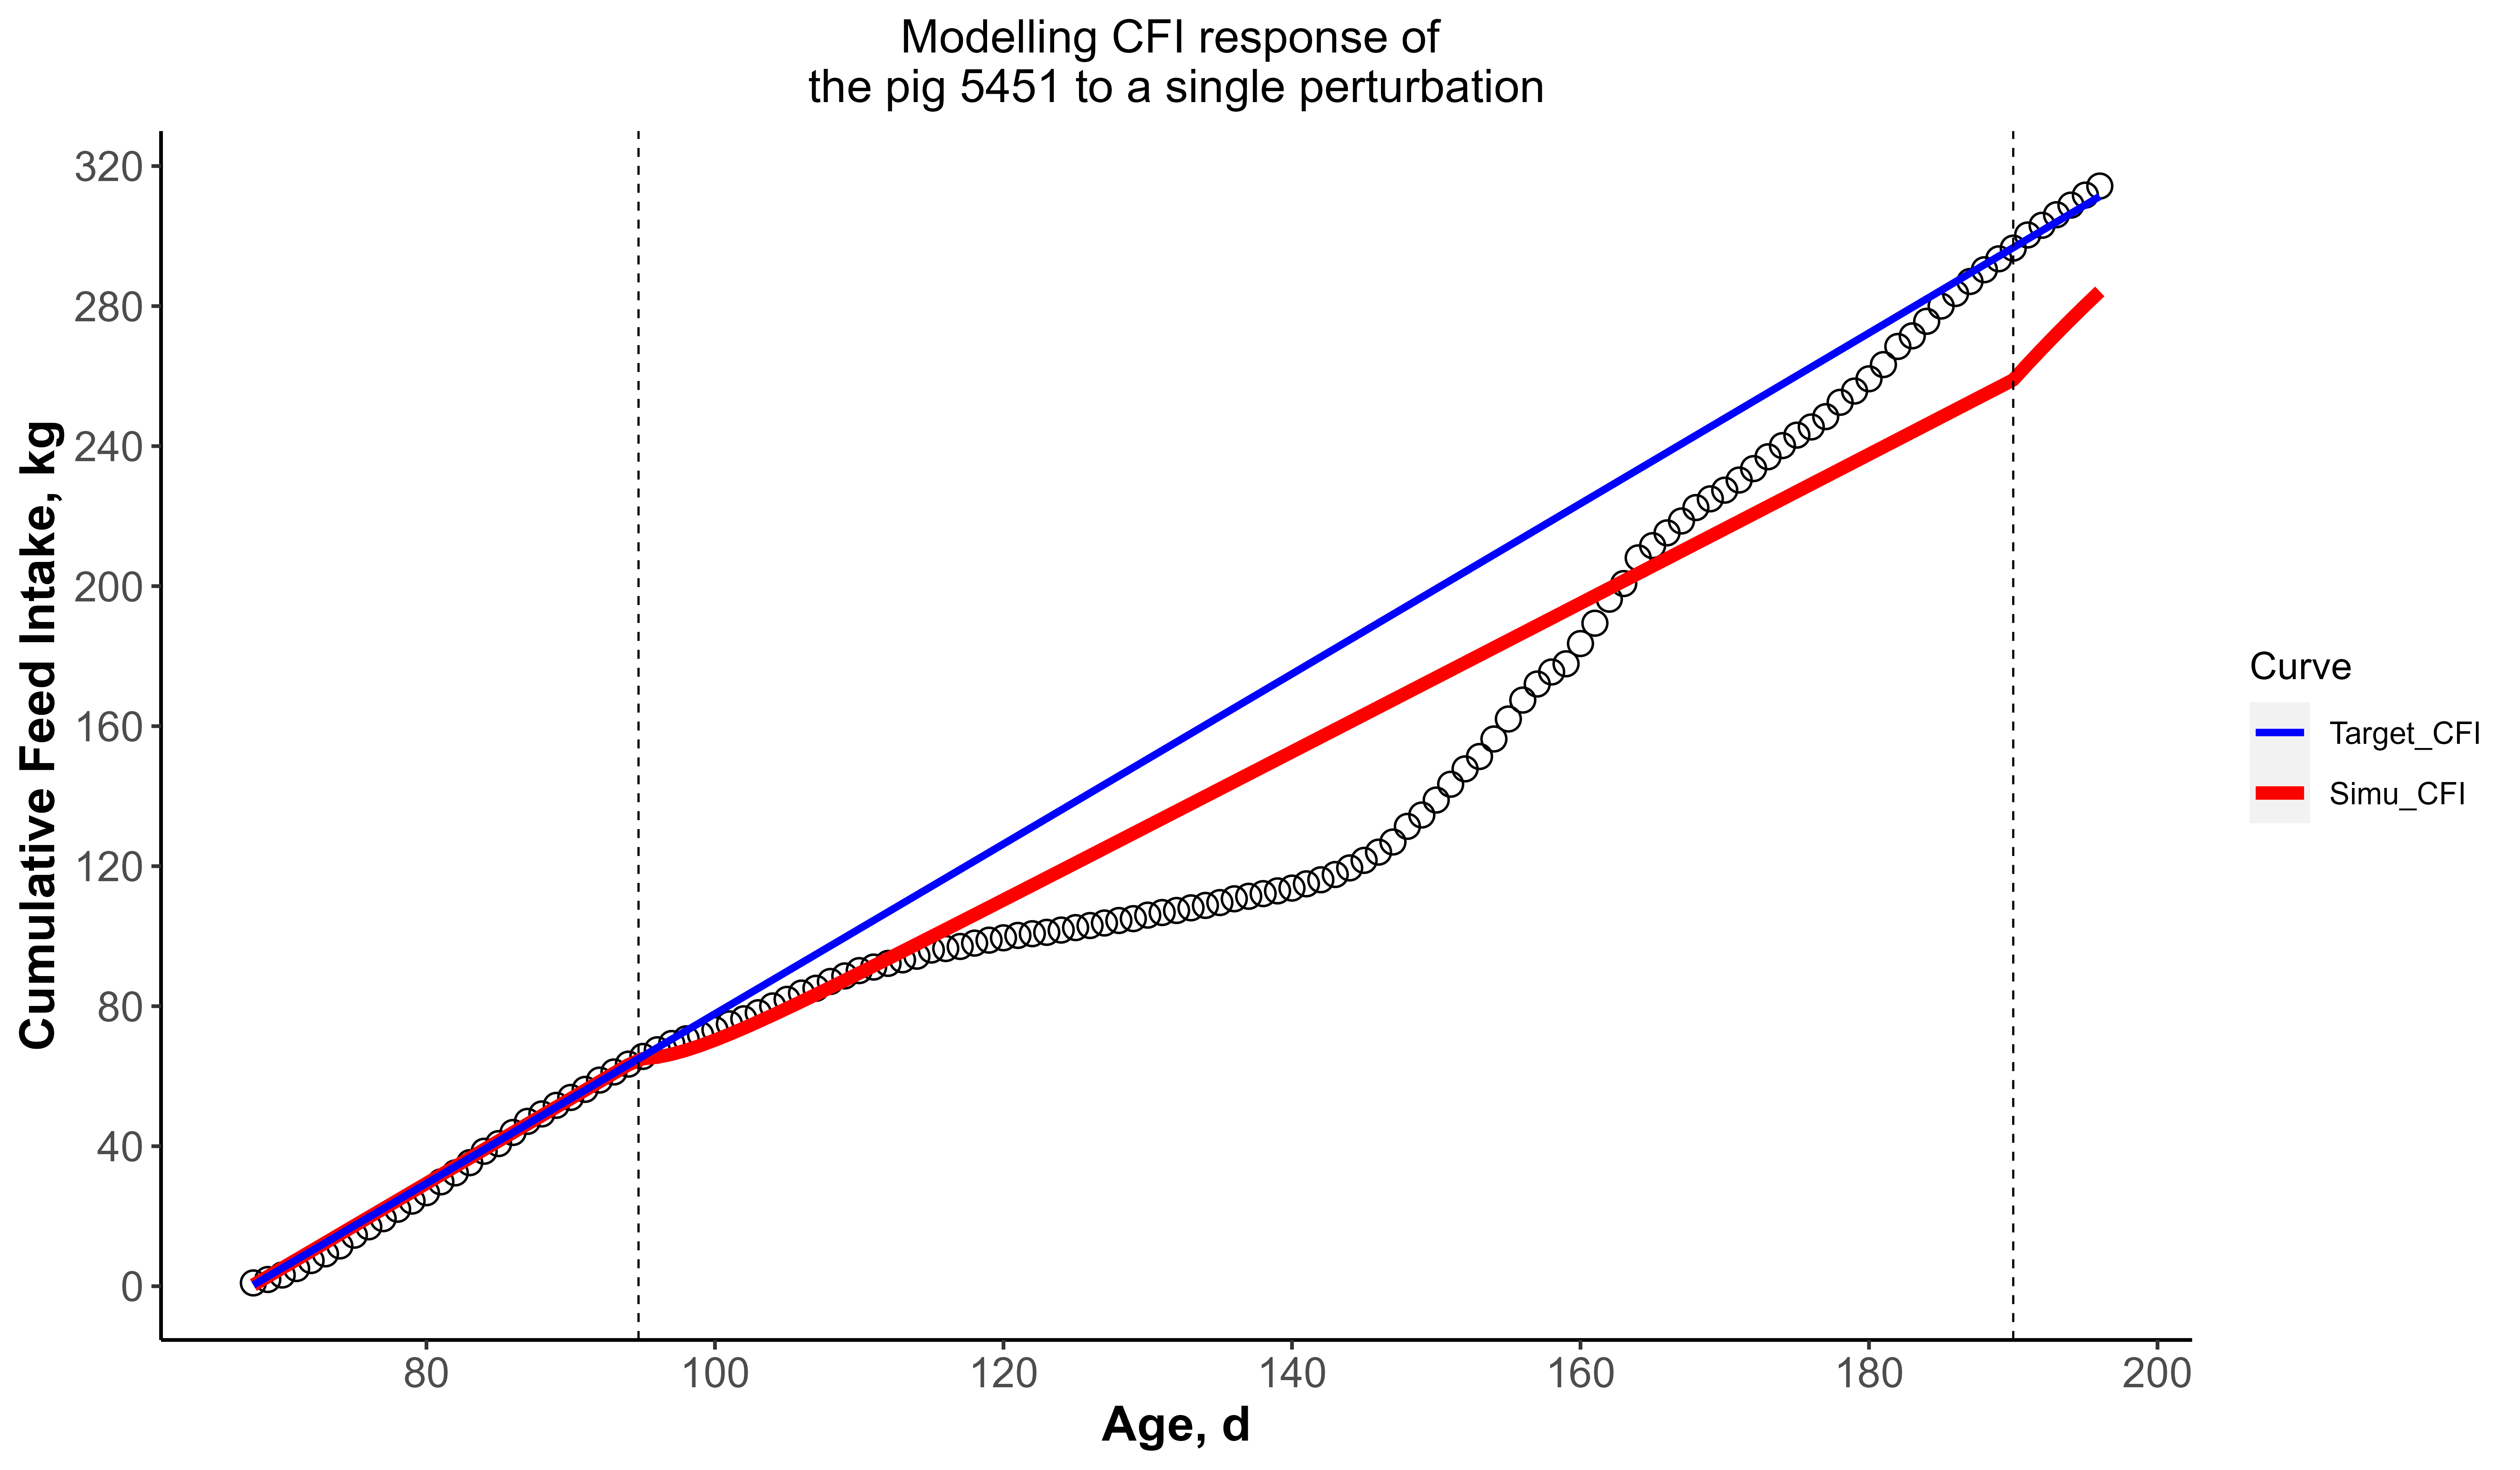 Modelling CFI response of
the pig 5451 to a single perturbation
Cumulative Feed Intake, kg
320
280
240
200
160
120
80
40
0
80 100 120 140 160 180 200
Age, d
Curve
Target_CFI
Simu_CFI